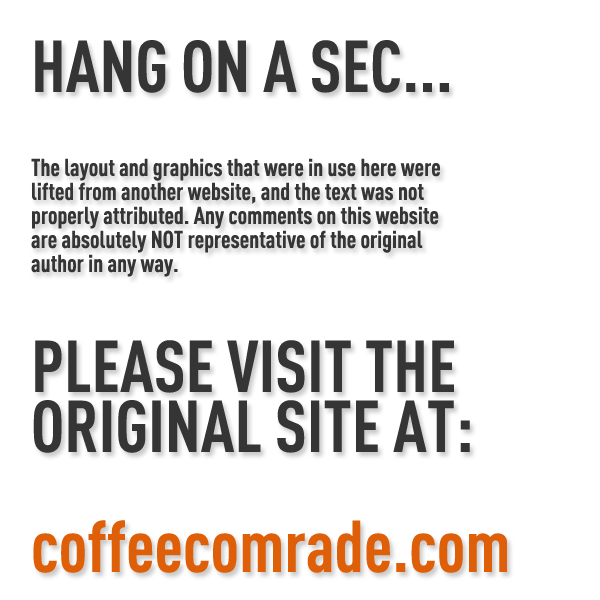 HANG ON A SEC...
The layout and graphics that were in use here were
lifted from another website, and the text was not
properly attributed. Any comments on this website
are absolutely NOT representative of the original
author in any way.
PLEASE VISIT THE
ORIGINAL SITE AT:
coffeecomrade.com